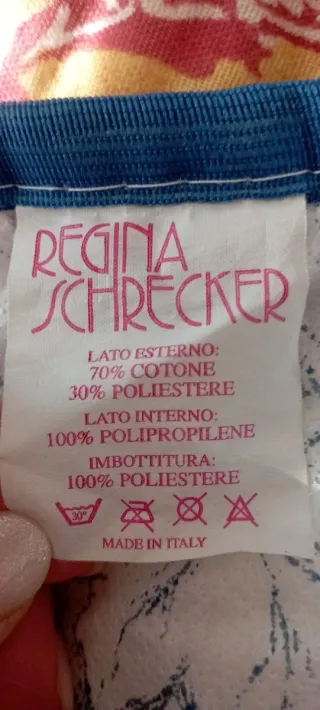 REGINA
SCHRECKER
LATO ESTERNO:
70% COTONE
30% POLIESTERE
LATO INTERNO:
100% POLIPROPILENE
IMBOTTITURA:
100% POLIESTERE
30°
MADE IN ITALY